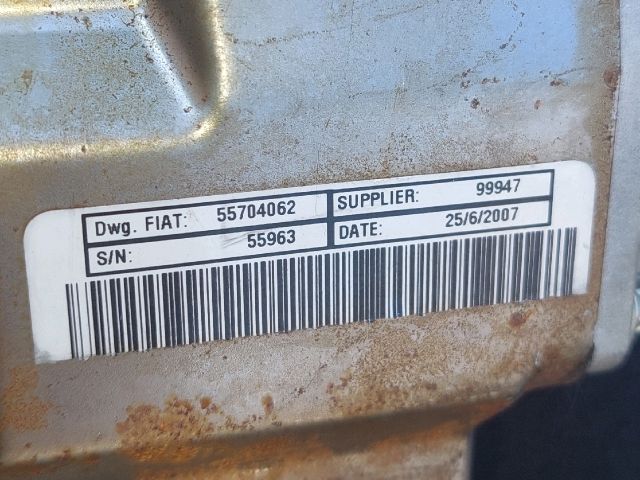 Dwg. FIAT: 55704062 SUPPLIER: 99947
S/N: 55963 DATE: 25/6/2007